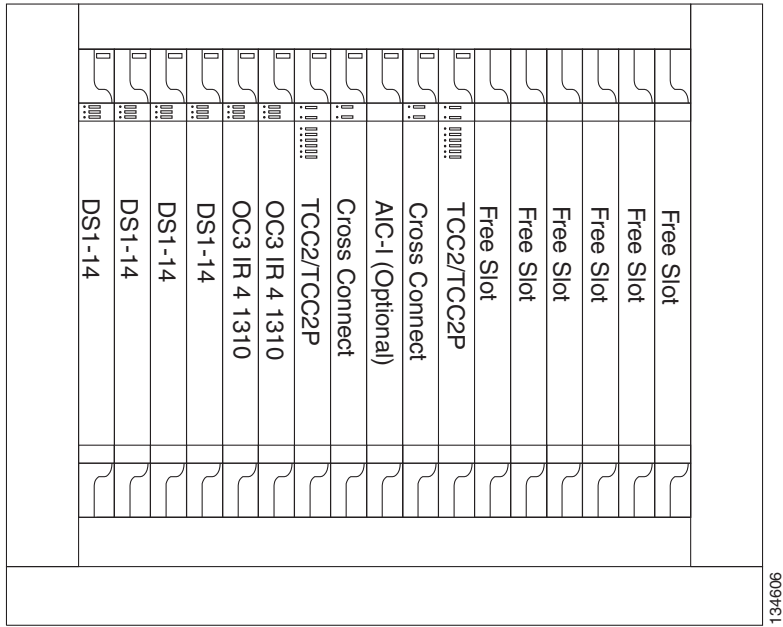 DS1-14
DS1-14
DS1-14
DS1-14
OC3 IR 4 1310
OC3 IR 4 1310
TCC2/TCC2P
Cross Connect
AIC-I (Optional)
Cross Connect
TCC2/TCC2P
Free Slot
Free Slot
Free Slot
Free Slot
Free Slot
Free Slot
134606